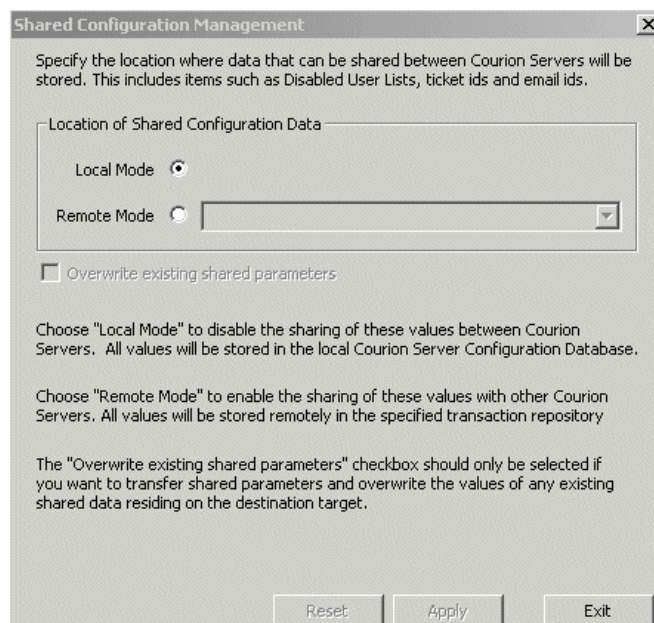 Shared Configuration Management
Specify the location where data that can be shared between Courion Servers will be
stored. This includes items such as Disabled User Lists, ticket ids and email ids.
Location of Shared Configuration Data
Local Mode
Remote Mode
Overwrite existing shared parameters
Choose "Local Mode" to disable the sharing of these values between Courion
Servers. All values will be stored in the local Courion Server Configuration Database.
Choose "Remote Mode" to enable the sharing of these values with other Courion
Servers. All values will be stored remotely in the specified transaction repository
The "Overwrite existing shared parameters" checkbox should only be selected if
you want to transfer shared parameters and overwrite the values of any existing
shared data residing on the destination target.
Reset Apply Exit